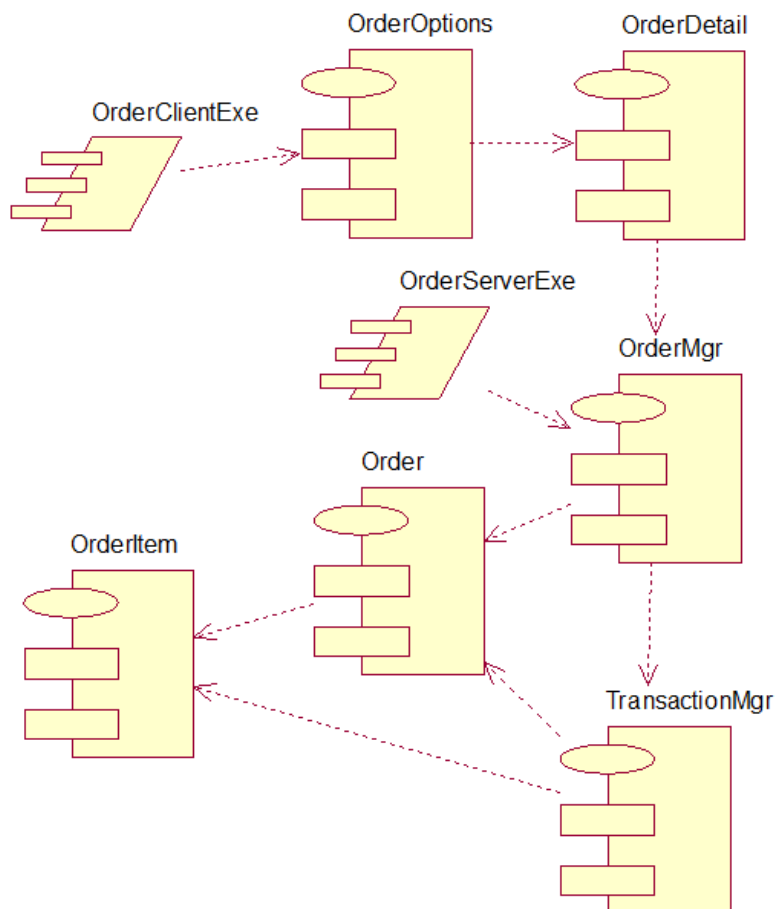 OrderOptions
OrderDetail
OrderClientExe
OrderServerExe
OrderMgr
Order
OrderItem
TransactionMgr